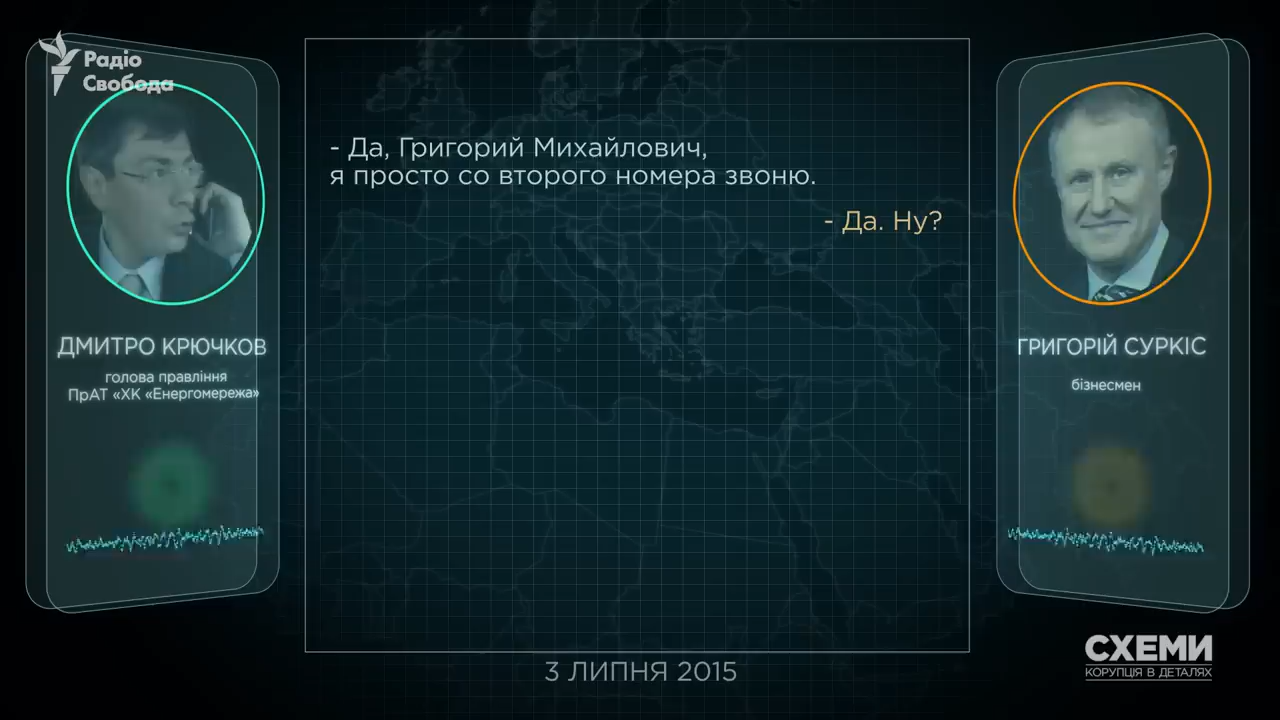 Радіо
Свобода
- Да, Григорий Михайлович,
я просто со второго номера звоню.
- Да. Ну?
ДМИТРО КРЮЧКОВ
голова правління
ПрАТ «ХК «Енергомережа»
ГРИГОРІЙ СУРКІС
бізнесмен
3 ЛИПНЯ 2015
СХЕМИ
КОРУПЦІЯ В ДЕТАЛЯХ